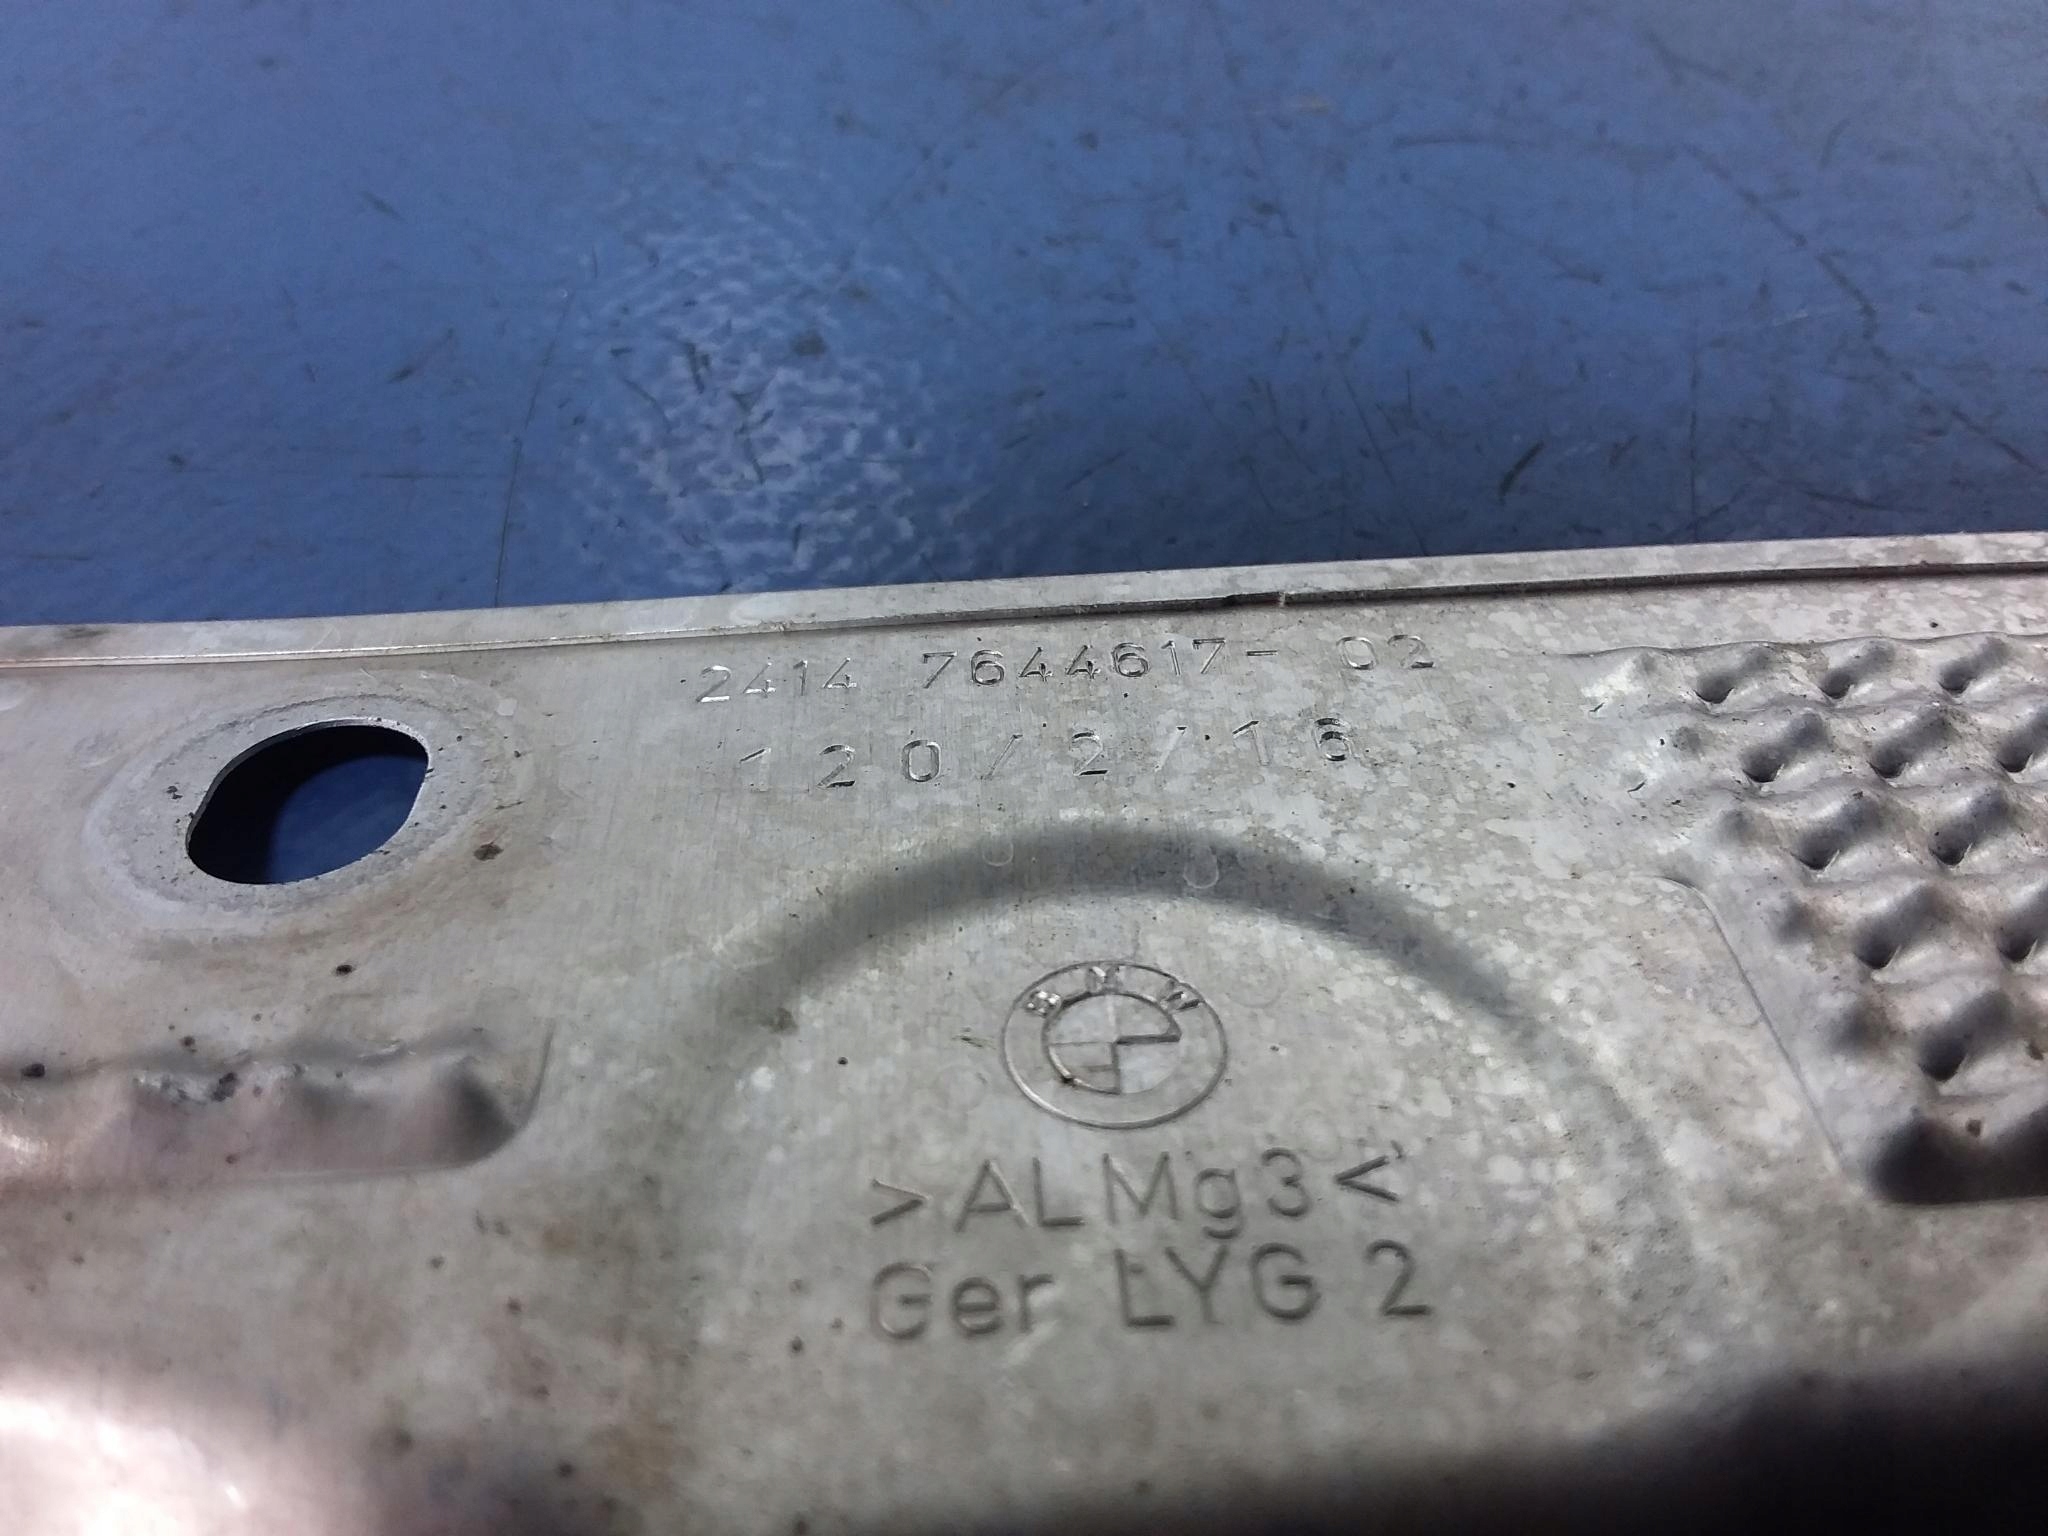 2414 7644617- 02
120/2/16
BMW
>ALMg3<
Ger LYG 2